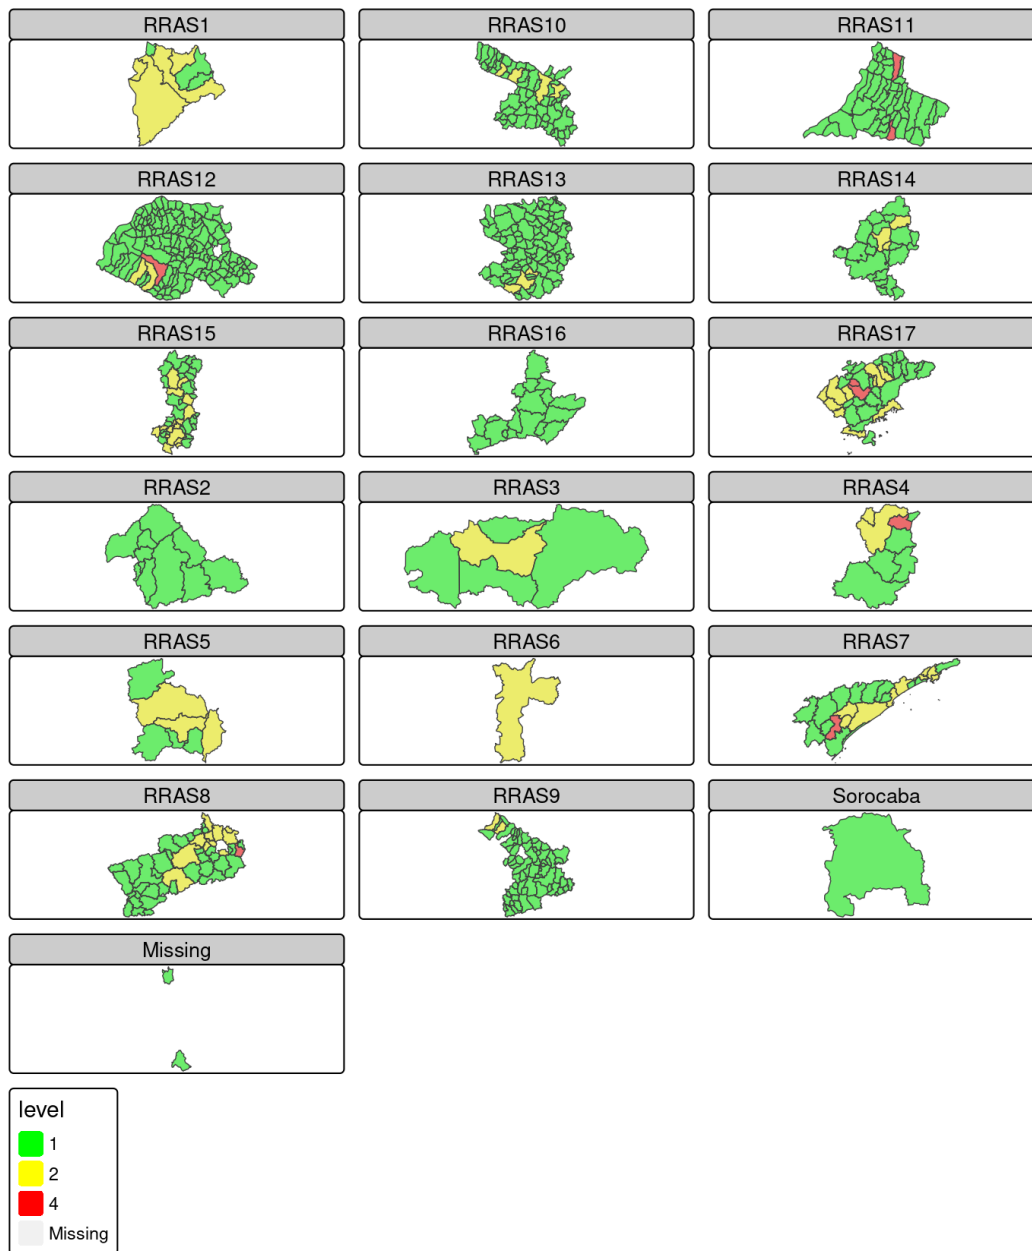 RRAS1
RRAS10
RRAS11
RRAS12
RRAS13
RRAS14
RRAS15
RRAS16
RRAS17
RRAS2
RRAS3
RRAS4
RRAS5
RRAS6
RRAS7
RRAS8
RRAS9
Sorocaba
Missing
level
1
2
4
Missing